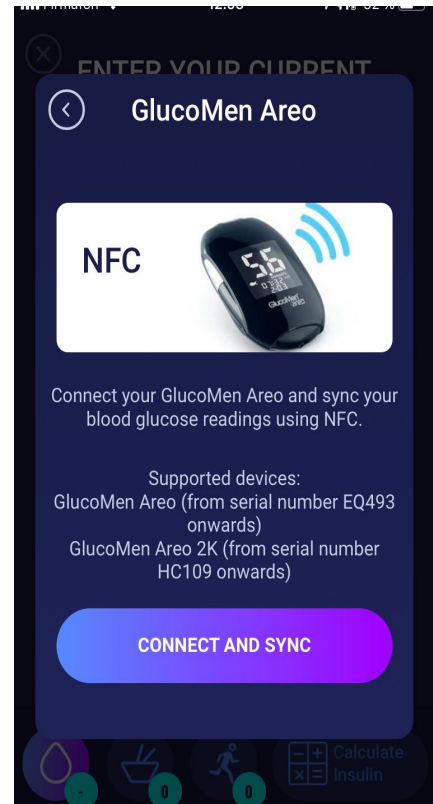 ENTER YOUR CURRENT
GlucoMen Areo
NFC
GlucoMen
areo
Connect your GlucoMen Areo and sync your
blood glucose readings using NFC.
Supported devices:
GlucoMen Areo (from serial number EQ493
onwards)
GlucoMen Areo 2K (from serial number
HC109 onwards)
CONNECT AND SYNC
-
0
0
Calculate
Insulin